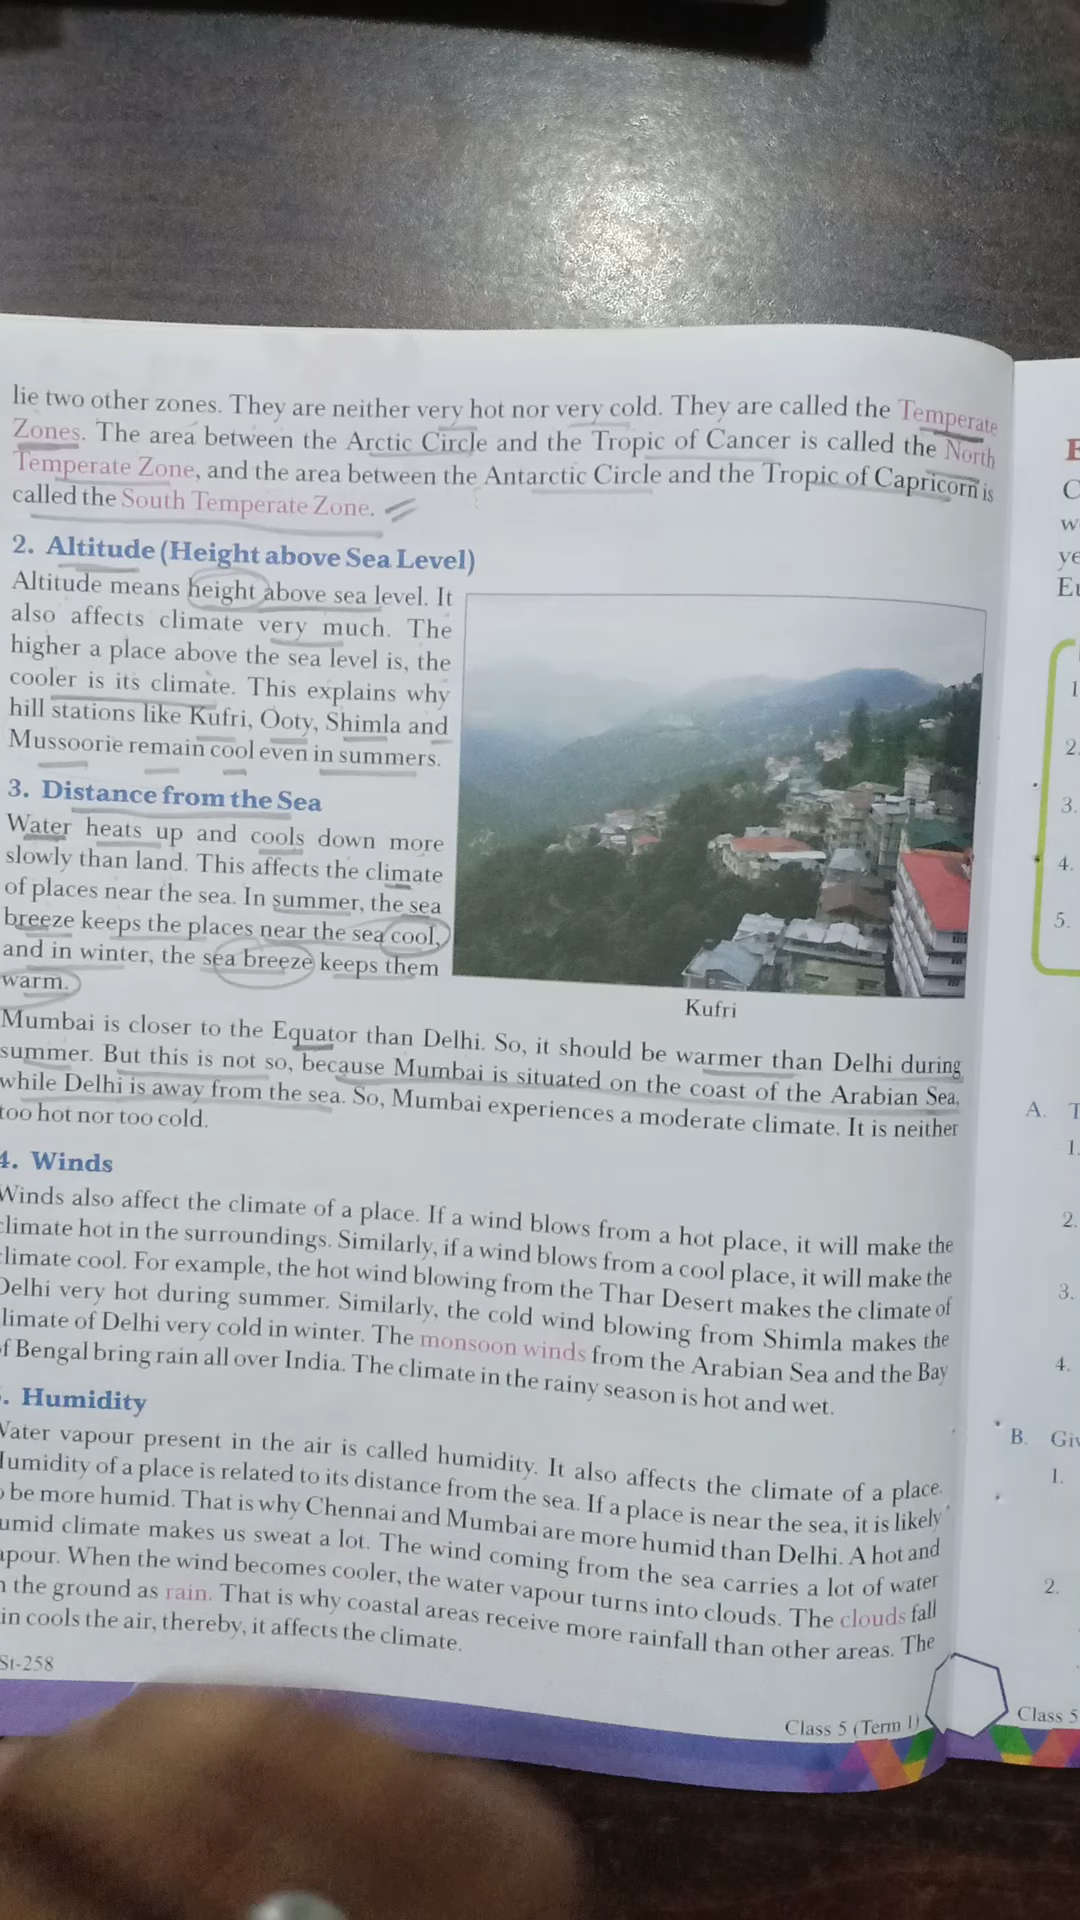 lie two other zones. They are neither very hot nor very cold. They are called the Temperate
Zones. The area between the Arctic Circle and the Tropic of Cancer is called the North
Temperate Zone, and the area between the Antarctic Circle and the Tropic of Capricorn is
called the South Temperate Zone.
2. Altitude (Height above Sea Level)
Altitude means height above sea level. It
also affects climate very much. The
higher a place above the sea level is, the
cooler is its climate. This explains why
hill stations like Kufri, Ooty, Shimla and
Mussoorie remain cool even in summers.
3. Distance from the Sea
Water heats up and cools down more
slowly than land. This affects the climate
of places near the sea. In summer, the sea
breeze keeps the places near the sea cool,
and in winter, the sea breeze keeps them
warm.
Kufri
Mumbai is closer to the Equator than Delhi. So, it should be warmer than Delhi during
summer. But this is not so, because Mumbai is situated on the coast of the Arabian Sea,
while Delhi is away from the sea. So, Mumbai experiences a moderate climate. It is neither
too hot nor too cold.
4. Winds
Winds also affect the climate of a place. If a wind blows from a hot place, it will make the
climate hot in the surroundings. Similarly, if a wind blows from a cool place, it will make the
climate cool. For example, the hot wind blowing from the Thar Desert makes the climate of
Delhi very hot during summer. Similarly, the cold wind blowing from Shimla makes the
limate of Delhi very cold in winter. The monsoon winds from the Arabian Sea and the Bay
f Bengal bring rain all over India. The climate in the rainy season is hot and wet.
. Humidity
Water vapour present in the air is called humidity. It also affects the climate of a place.
Humidity of a place is related to its distance from the sea. If a place is near the sea, it is likely
be more humid. That is why Chennai and Mumbai are more humid than Delhi. A hot and
umid climate makes us sweat a lot. The wind coming from the sea carries a lot of water
apour. When the wind becomes cooler, the water vapour turns into clouds. The clouds fall
the ground as rain. That is why coastal areas receive more rainfall than other areas. The
in cools the air, thereby, it affects the climate.
St-258
Class 5 (Term 1)
E
C
w
ye
Eu
1
2.
3.
4.
5.
A. T
1.
2.
3.
4.
B. Giv
1.
2.
Class 5